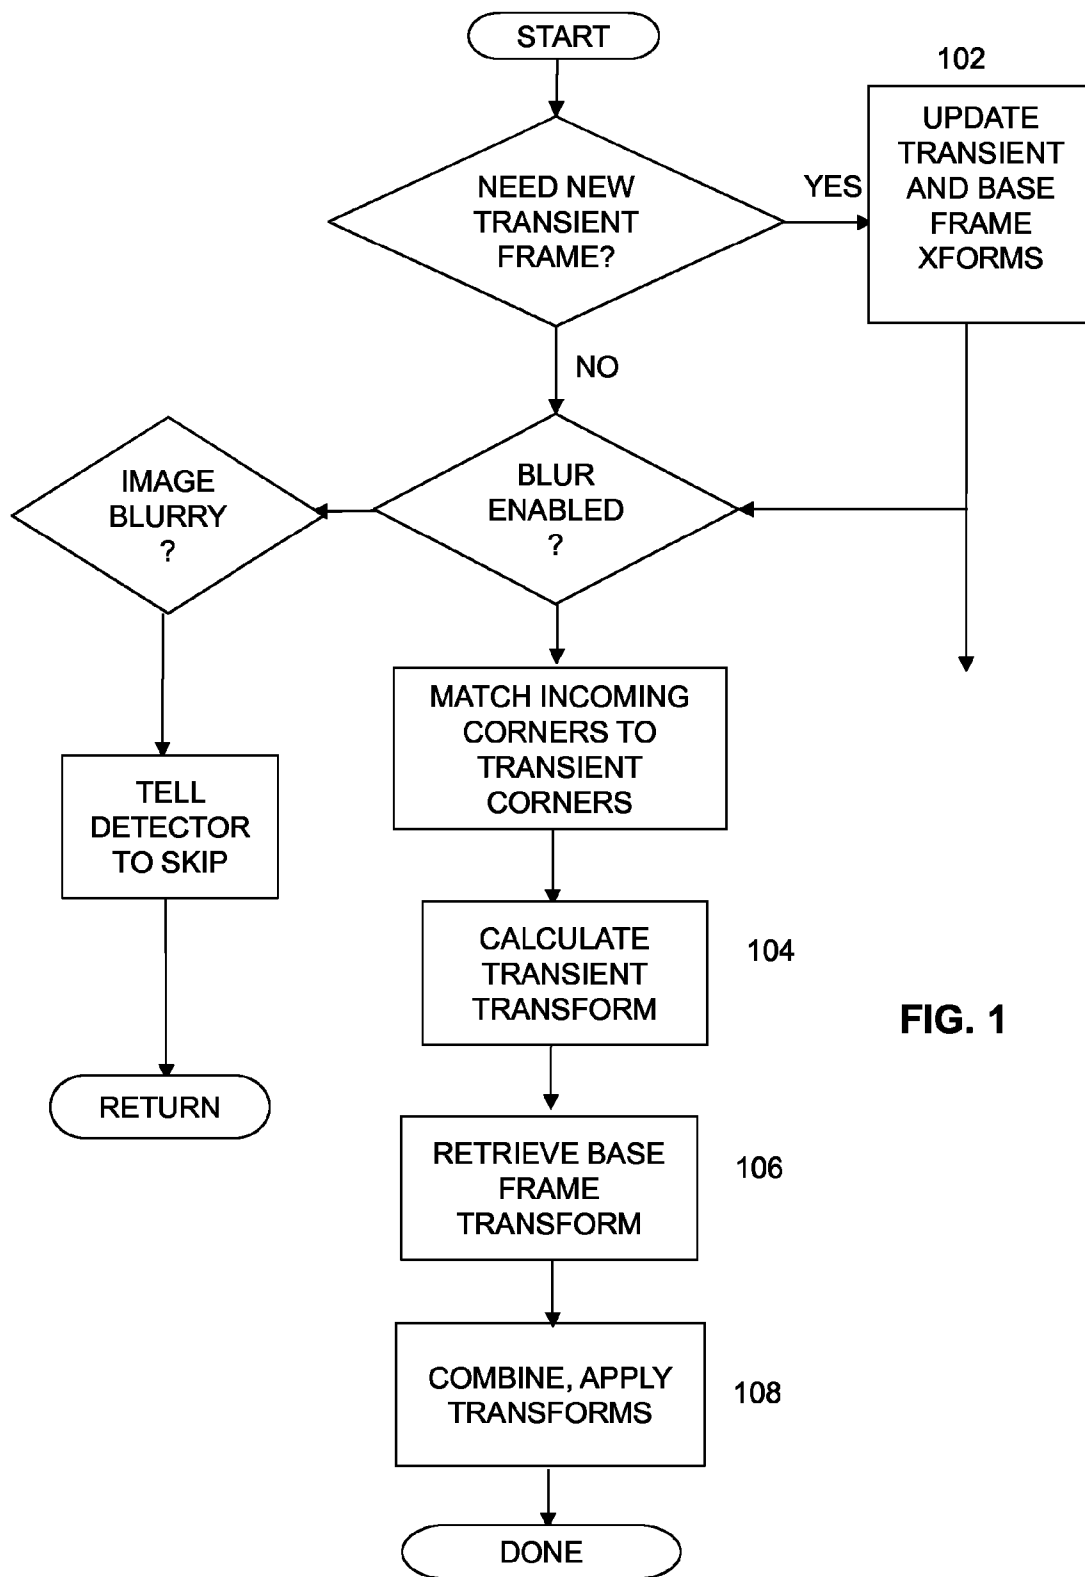 START
102
UPDATE
TRANSIENT
AND BASE
FRAME
XFORMS
NEED NEW
TRANSIENT
FRAME?
YES
NO
IMAGE
BLURRY
?
BLUR
ENABLED
?
MATCH INCOMING
CORNERS TO
TRANSIENT
CORNERS
TELL
DETECTOR
TO SKIP
CALCULATE
TRANSIENT
TRANSFORM
104
FIG. 1
RETURN
RETRIEVE BASE
FRAME
TRANSFORM
106
COMBINE, APPLY
TRANSFORMS
108
DONE